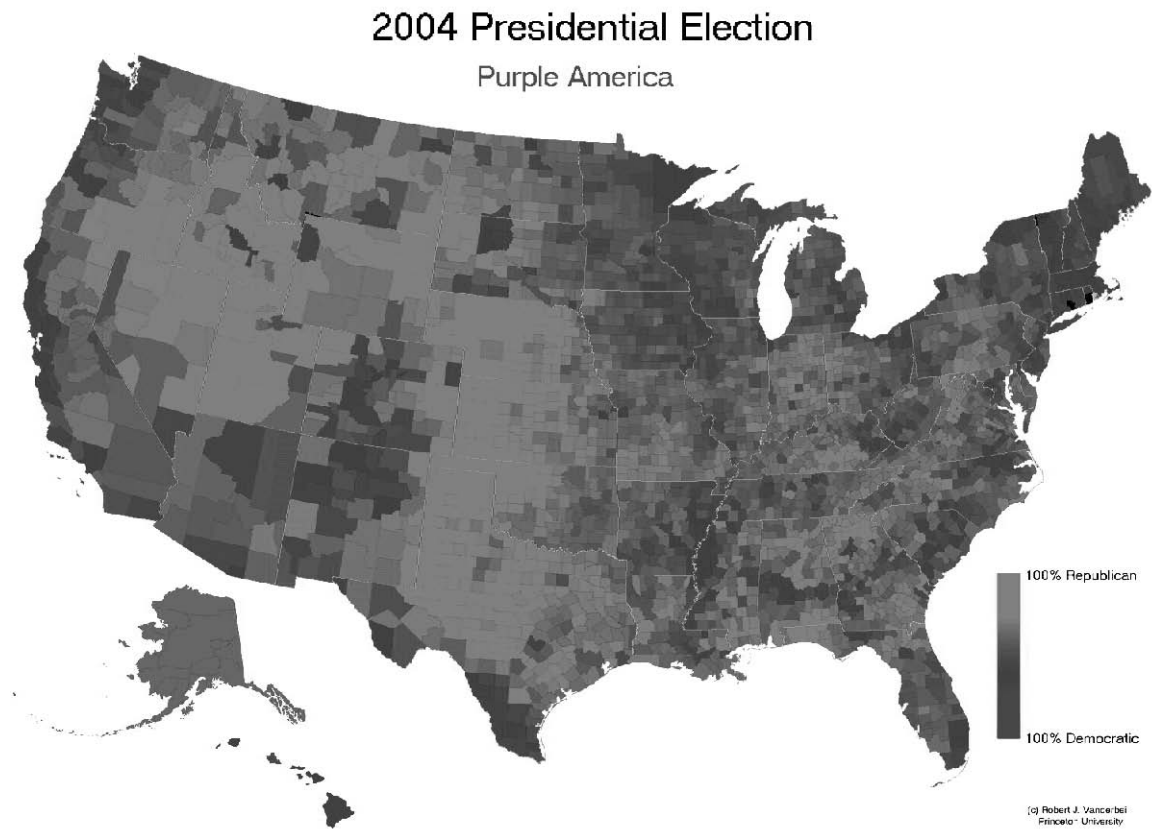 2004 Presidential Election
Purple America
100% Republican
100% Democratic
(c) Robert J. Vanderbei
Princeton University